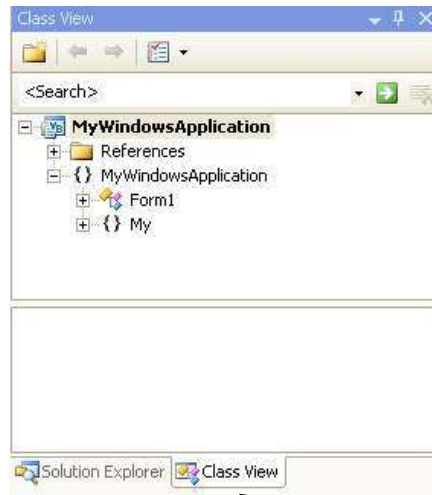 Class View
<Search>
MyWindowsApplication
References
{} MyWindowsApplication
Form1
{} My
Solution Explorer Class View